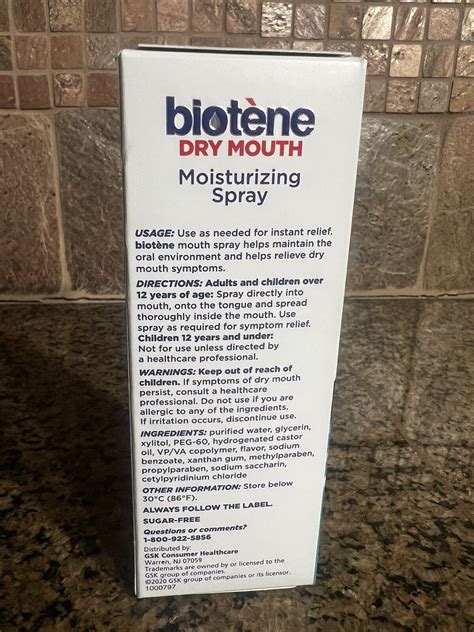 biotène
DRY MOUTH
Moisturizing
Spray
USAGE: Use as needed for instant relief.
biotène mouth spray helps maintain the
oral environment and helps relieve dry
mouth symptoms.
DIRECTIONS: Adults and children over
12 years of age: Spray directly into
mouth, onto the tongue and spread
thoroughly inside the mouth. Use
spray as required for symptom relief.
Children 12 years and under:
Not for use unless directed by
a healthcare professional.
WARNINGS: Keep out of reach of
children. If symptoms of dry mouth
persist, consult a healthcare
professional. Do not use if you are
allergic to any of the ingredients.
If irritation occurs, discontinue use.
INGREDIENTS: purified water, glycerin,
xylitol, PEG-60, hydrogenated castor
oil, VP/VA copolymer, flavor, sodium
benzoate, xanthan gum, methylparaben,
propylparaben, sodium saccharin,
cetylpyridinium chloride
OTHER INFORMATION: Store below
30°C (86°F).
ALWAYS FOLLOW THE LABEL.
SUGAR-FREE
Questions or comments?
1-800-922-5856
Distributed by:
GSK Consumer Healthcare
Warren, NJ 07059
Trademarks are owned by or licensed to the
GSK group of companies.
©2020 GSK group of companies or its licensor.
1000797